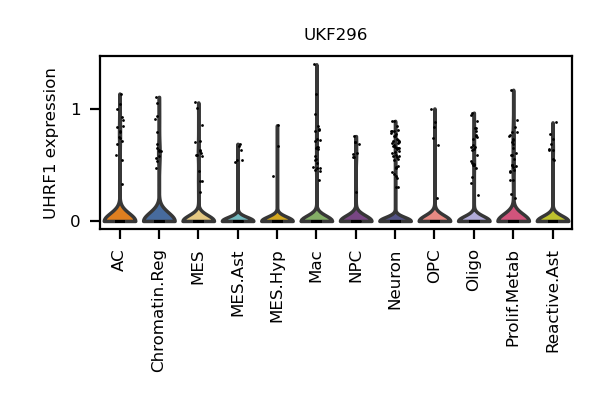 UKF296
UHRF1 expression
1
0
AC
Chromatin.Reg
MES
MES.Ast
MES.Hyp
Mac
NPC
Neuron
OPC
Oligo
Prolif.Metab
Reactive.Ast